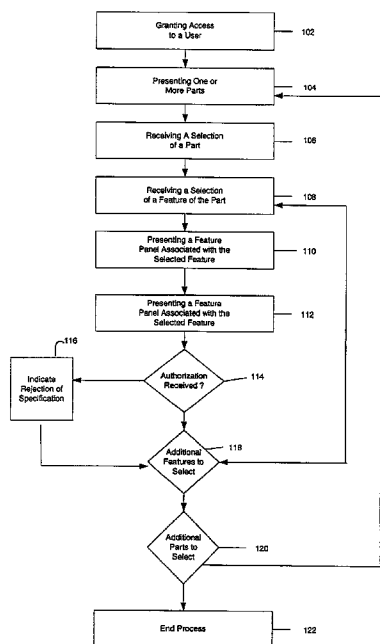 Granting Access
to a User
102
Presenting One or
More Parts
104
Receiving A Selection
of a Part
106
Receiving a Selection
of a Feature of the Part
108
Presenting a Feature
Panel Associated with the
Selected Feature
110
Presenting a Feature
Panel Associated with the
Selected Feature
112
116
Indicate
Rejection of
Specification
Authorization
Received ?
114
118
Additional
Features to
Select
Additional
Parts to
Select
120
End Process
122